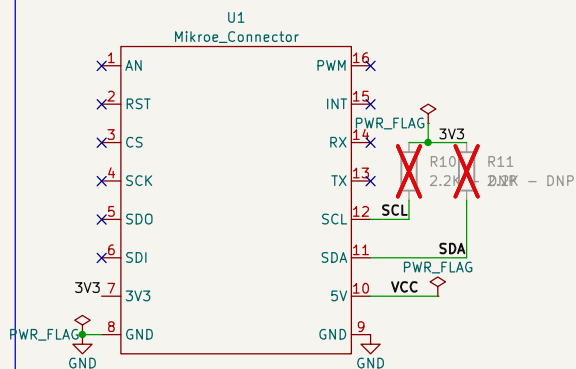 U1
Mikroe_Connector
1 AN PWM 16
2 RST INT 15
PWR_FLAG
3 CS RX 14 3V3
R10 R11
4 SCK TX 13 2.2K – DNP
5 SDO SCL 12 SCL
6 SDI SDA 11 SDA
PWR_FLAG
3V3 7 3V3 5V 10 VCC
PWR_FLAG 8 GND GND 9
GND GND